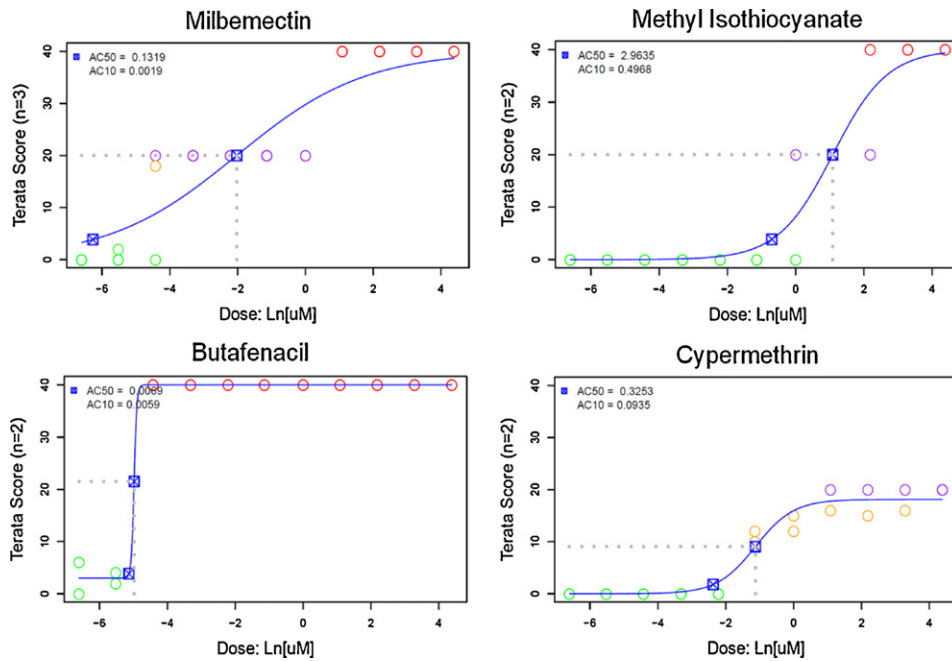 Milbemectin
AC50 = 0.1319
AC10 = 0.0019
Terata Score (n=3)
40
30
20
10
0
−6 −4 −2 0 2 4
Dose: Ln[uM]
Methyl Isothiocyanate
AC50 = 2.9635
AC10 = 0.4968
Terata Score (n=2)
40
30
20
10
0
−6 −4 −2 0 2 4
Dose: Ln[uM]
Butafenacil
AC50 = 0.0069
AC10 = 0.0059
Terata Score (n=2)
40
30
20
10
0
−6 −4 −2 0 2 4
Dose: Ln[uM]
Cypermethrin
AC50 = 0.3253
AC10 = 0.0935
Terata Score (n=2)
40
30
20
10
0
−6 −4 −2 0 2 4
Dose: Ln[uM]